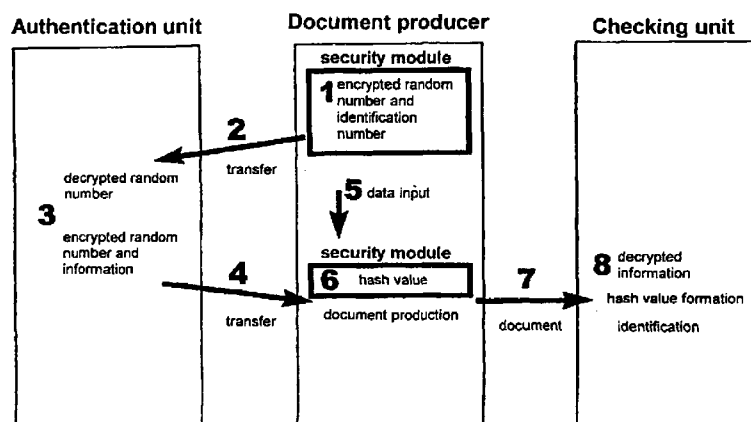 Authentication unit
Document producer
Checking unit
security module
1 encrypted random
number and
identification
number
2
transfer
decrypted random
number
3
encrypted random
number and
information
4
transfer
5 data input
security module
6 hash value
document production
7
document
8 decrypted
information
hash value formation
identification